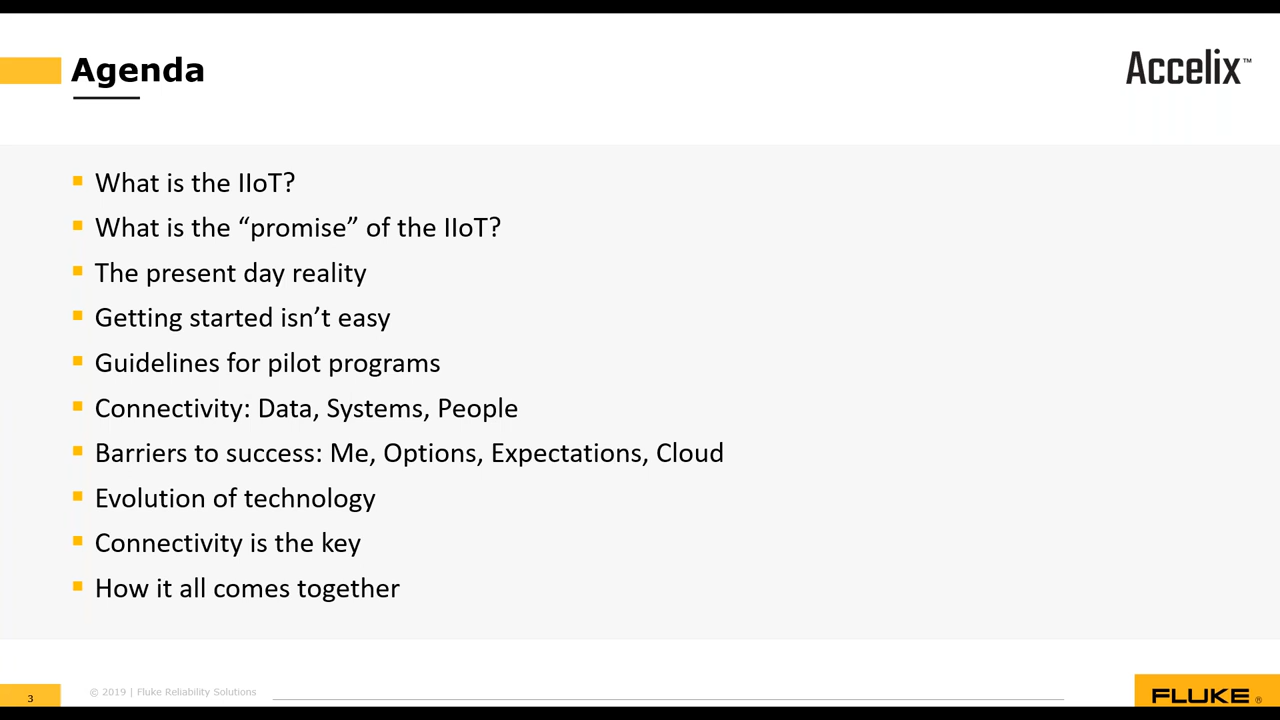 Agenda
Accelix™
What is the IIoT?
What is the “promise” of the IIoT?
The present day reality
Getting started isn’t easy
Guidelines for pilot programs
Connectivity: Data, Systems, People
Barriers to success: Me, Options, Expectations, Cloud
Evolution of technology
Connectivity is the key
How it all comes together
3
© 2019 | Fluke Reliability Solutions
FLUKE®